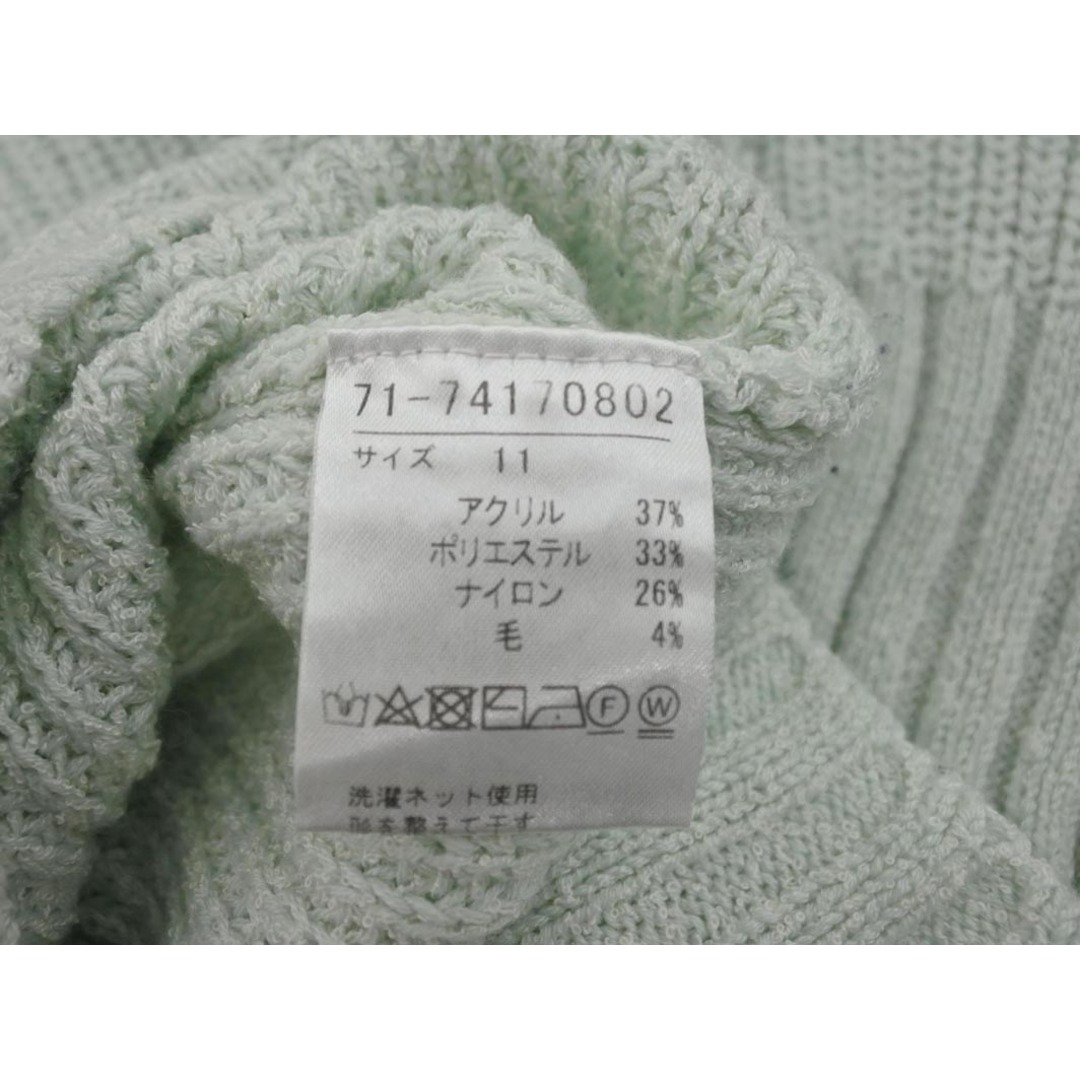 71-74170802
サイズ 11
アクリル 37%
ポリエステル 33%
ナイロン 26%
毛 4%
F W
洗濯ネット使用
形を整えて干す